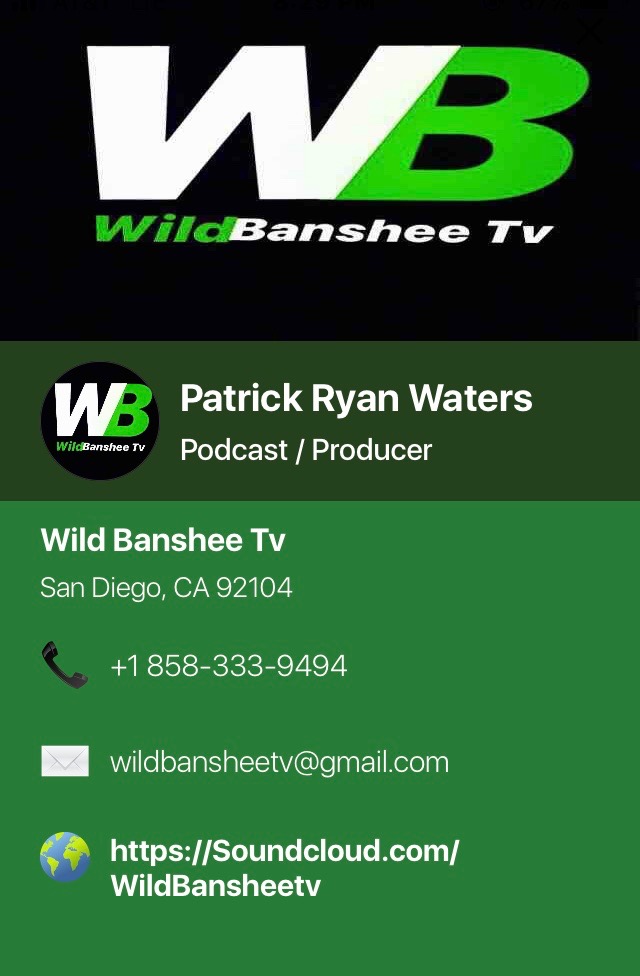 WB
WildBanshee Tv
WB
WildBanshee Tv
Patrick Ryan Waters
Podcast / Producer
Wild Banshee Tv
San Diego, CA 92104
+1 858-333-9494
wildbansheetv@gmail.com
https://Soundcloud.com/
WildBansheetv